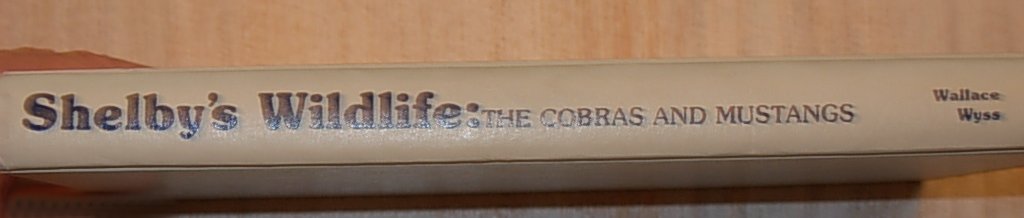 Shelby's Wildlife: THE COBRAS AND MUSTANGS
Wallace
Wyss